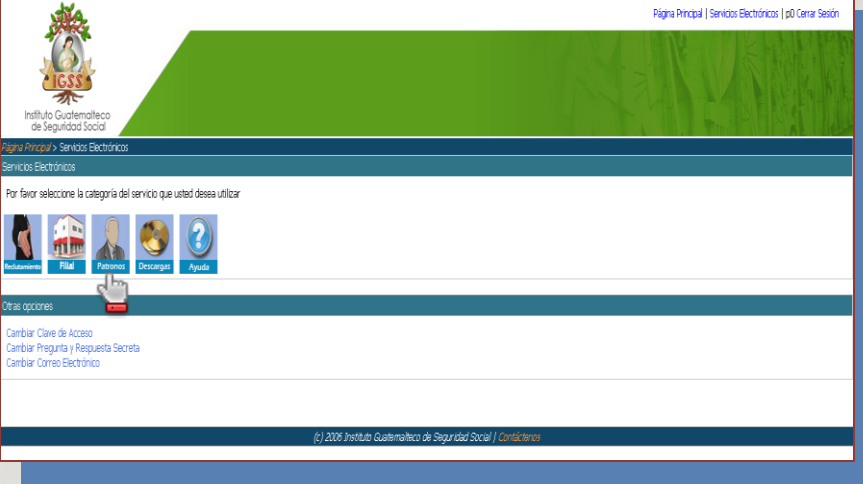 Página Principal | Servicios Electrónicos | p0 Cerrar Sesión
IGSS
Instituto Guatemalteco
de Seguridad Social
Página Principal > Servicios Electrónicos
Servicios Electrónicos
Por favor seleccione la categoría del servicio que usted desea utilizar
Reclutamiento Filial Patronos Descargas Ayuda
Otras opciones
Cambiar Clave de Acceso
Cambiar Pregunta y Respuesta Secreta
Cambiar Correo Electrónico
(c) 2006 Instituto Guatemalteco de Seguridad Social | Contáctenos